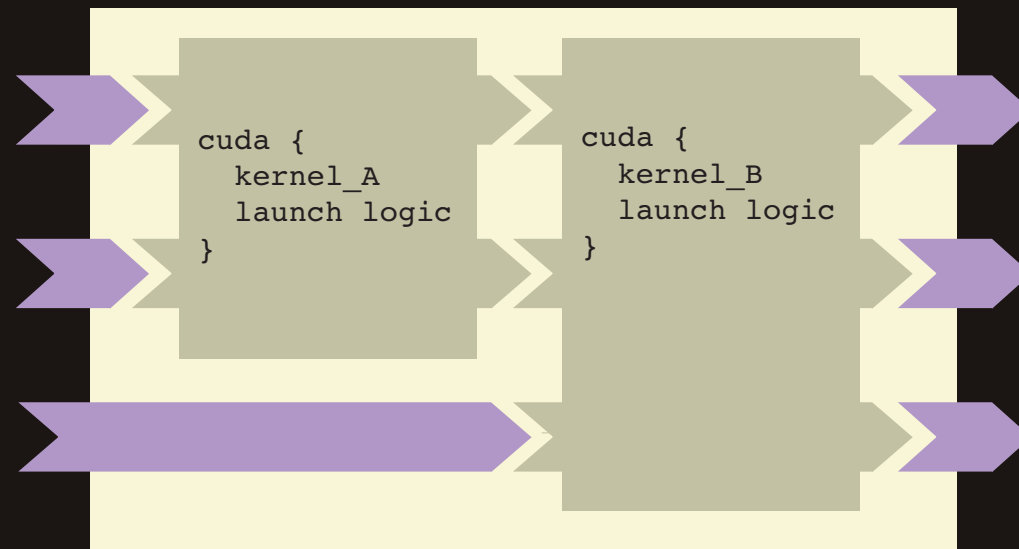 cuda {
  kernel_A
  launch logic
}
cuda {
  kernel_B
  launch logic
}